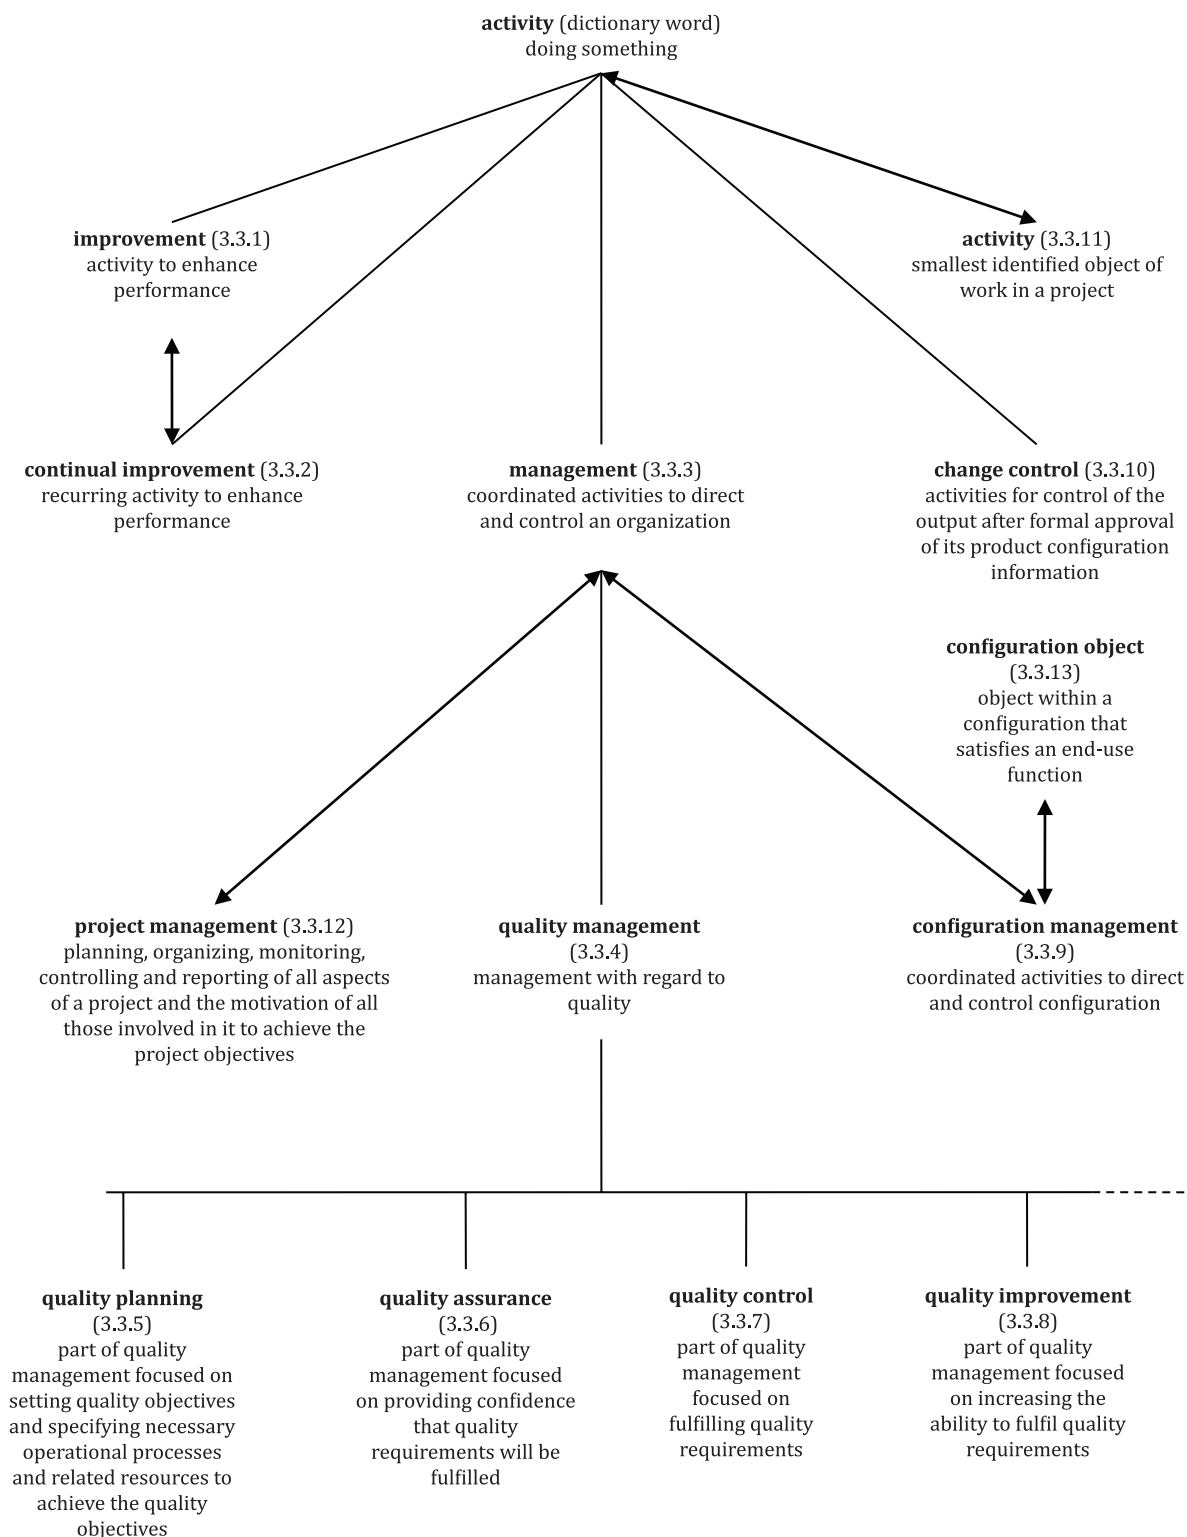 activity (dictionary word)
doing something
improvement (3.3.1)
activity to enhance
performance
activity (3.3.11)
smallest identified object of
work in a project
continual improvement (3.3.2)
recurring activity to enhance
performance
management (3.3.3)
coordinated activities to direct
and control an organization
change control (3.3.10)
activities for control of the
output after formal approval
of its product configuration
information
configuration object
(3.3.13)
object within a
configuration that
satisfies an end-use
function
project management (3.3.12)
planning, organizing, monitoring,
controlling and reporting of all aspects
of a project and the motivation of all
those involved in it to achieve the
project objectives
quality management
(3.3.4)
management with regard to
quality
configuration management
(3.3.9)
coordinated activities to direct
and control configuration
quality planning
(3.3.5)
part of quality
management focused on
setting quality objectives
and specifying necessary
operational processes
and related resources to
achieve the quality
objectives
quality assurance
(3.3.6)
part of quality
management focused
on providing confidence
that quality
requirements will be
fulfilled
quality control
(3.3.7)
part of quality
management
focused on
fulfilling quality
requirements
quality improvement
(3.3.8)
part of quality
management focused
on increasing the
ability to fulfil quality
requirements